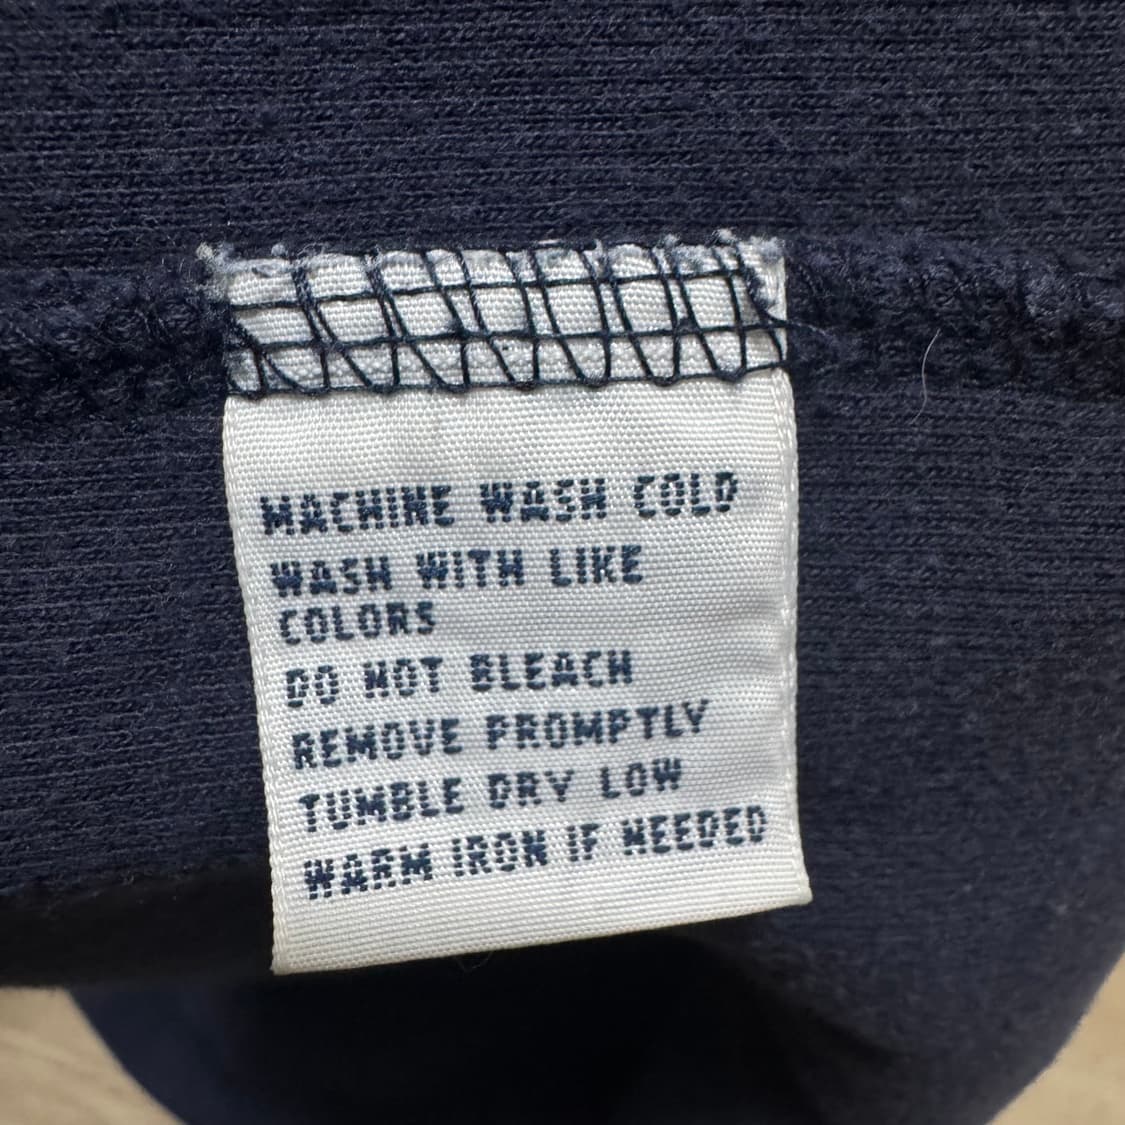 MACHINE WASH COLD
WASH WITH LIKE
COLORS
DO NOT BLEACH
REMOVE PROMPTLY
TUMBLE DRY LOW
WARM IRON IF NEEDED